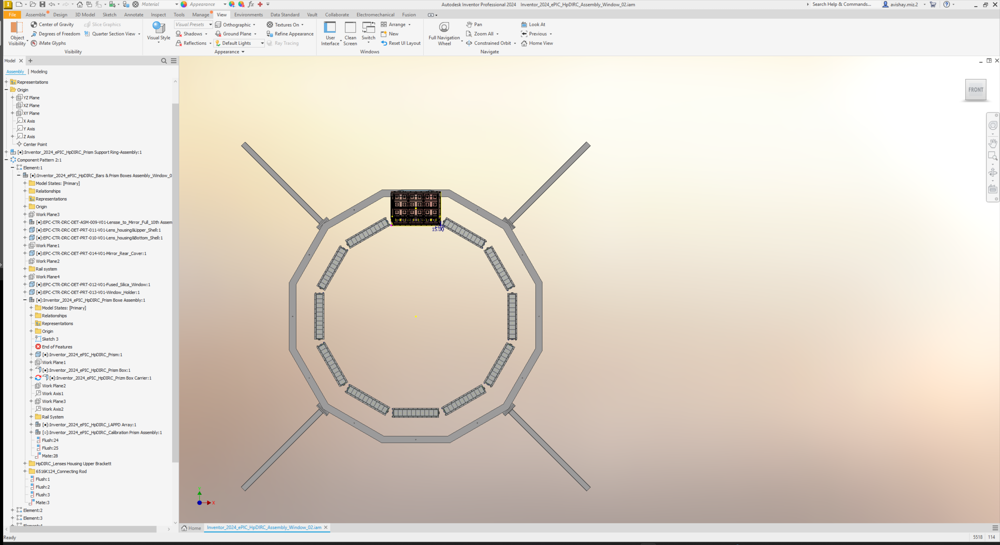 Material
Appearance
Autodesk Inventor Professional 2024 Inventor_2024_ePIC_HpDIRC_Assembly_Window_02.iam
Search Help & Commands...
avishay.miz.2
File Assemble Design 3D Model Sketch Annotate Inspect Tools Manage View Environments Data Standard Vault Collaborate Electromechanical Fusion
Object Visibility
Center of Gravity
Slice Graphics
Degrees of Freedom
Quarter Section View
iMate Glyphs
Visibility
Visual Style
Visual Presets
Orthographic
Textures On
Shadows
Ground Plane
Refine Appearance
Reflections
Default Lights
Ray Tracing
Appearance
User Interface
Clean Screen
Switch
Arrange
New
Reset UI Layout
Windows
Full Navigation Wheel
Pan
Zoom All
Constrained Orbit
Look At
Previous
Home View
Navigate
Model
Assembly | Modeling
Representations
Origin
YZ Plane
XZ Plane
XY Plane
X Axis
Y Axis
Z Axis
Center Point
[●]:Inventor_2024_ePIC_HpDIRC_Prism Support Ring-Assembly:1
Component Pattern 2:1
Element:1
[●]:Inventor_2024_ePIC_HpDIRC_Bars & Prism Boxes Assembly_Window_0
Model States: [Primary]
Relationships
Representations
Origin
Work Plane3
[●]:EPC-CTR-DRC-DET-ASM-009-V01-Lensse_to_Mirror_Full_10th Assem
[●]:EPC-CTR-DRC-DET-PRT-011-V01-Lens_housing&Upper_Shell:1
[●]:EPC-CTR-DRC-DET-PRT-010-V01-Lens_housing&Bottom_Shell:1
Work Plane1
[●]:EPC-CTR-DRC-DET-PRT-014-V01-Mirror_Rear_Cover:1
Work Plane2
Rail system
Work Plane4
[●]:EPC-CTR-DRC-DET-PRT-012-V01-Fused_Silica_Window:1
[●]:EPC-CTR-DRC-DET-PRT-013-V01-Window_Holder:1
[●]:Inventor_2024_ePIC_HpDIRC_Prism Boxe Assembly:1
Model States: [Primary]
Relationships
Representations
Origin
Sketch 3
End of Features
[●]:Inventor_2024_ePIC_HpDIRC_Prism:1
Work Plane1
[●]:Inventor_2024_ePIC_HpDIRC_Prism Box:1
[●]:Inventor_2024_ePIC_HpDIRC_Prizm Box Carrier:1
Work Plane2
Work Axis1
Work Plane3
Work Axis2
Rail System
[●]:Inventor_2024_ePIC_HpDIRC_LAPPD Array:1
[○]:Inventor_2024_ePIC_HpDIRC_Calibration Prism Assembly:1
Flush:24
Flush:25
Mate:28
HpDIRC_Lenses Housing Upper Brackett
6516K124_Connecting Rod
Flush:1
Flush:2
Flush:3
Mate:3
Element:2
Element:3
FRONT
15.00
Y
X
Home
Inventor_2024_ePIC_HpDIRC_Assembly_Window_02.iam
Ready
5518 114